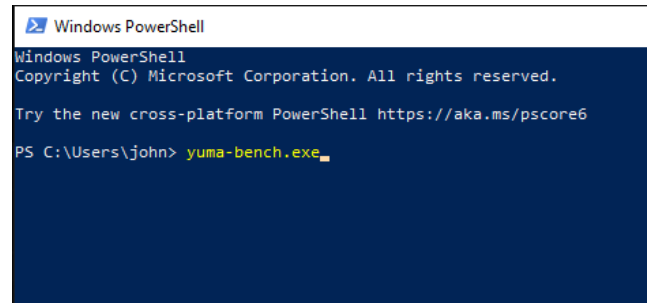 Windows PowerShell
Windows PowerShell
Copyright (C) Microsoft Corporation. All rights reserved.
Try the new cross-platform PowerShell https://aka.ms/pscore6
PS C:\Users\john> yuma-bench.exe